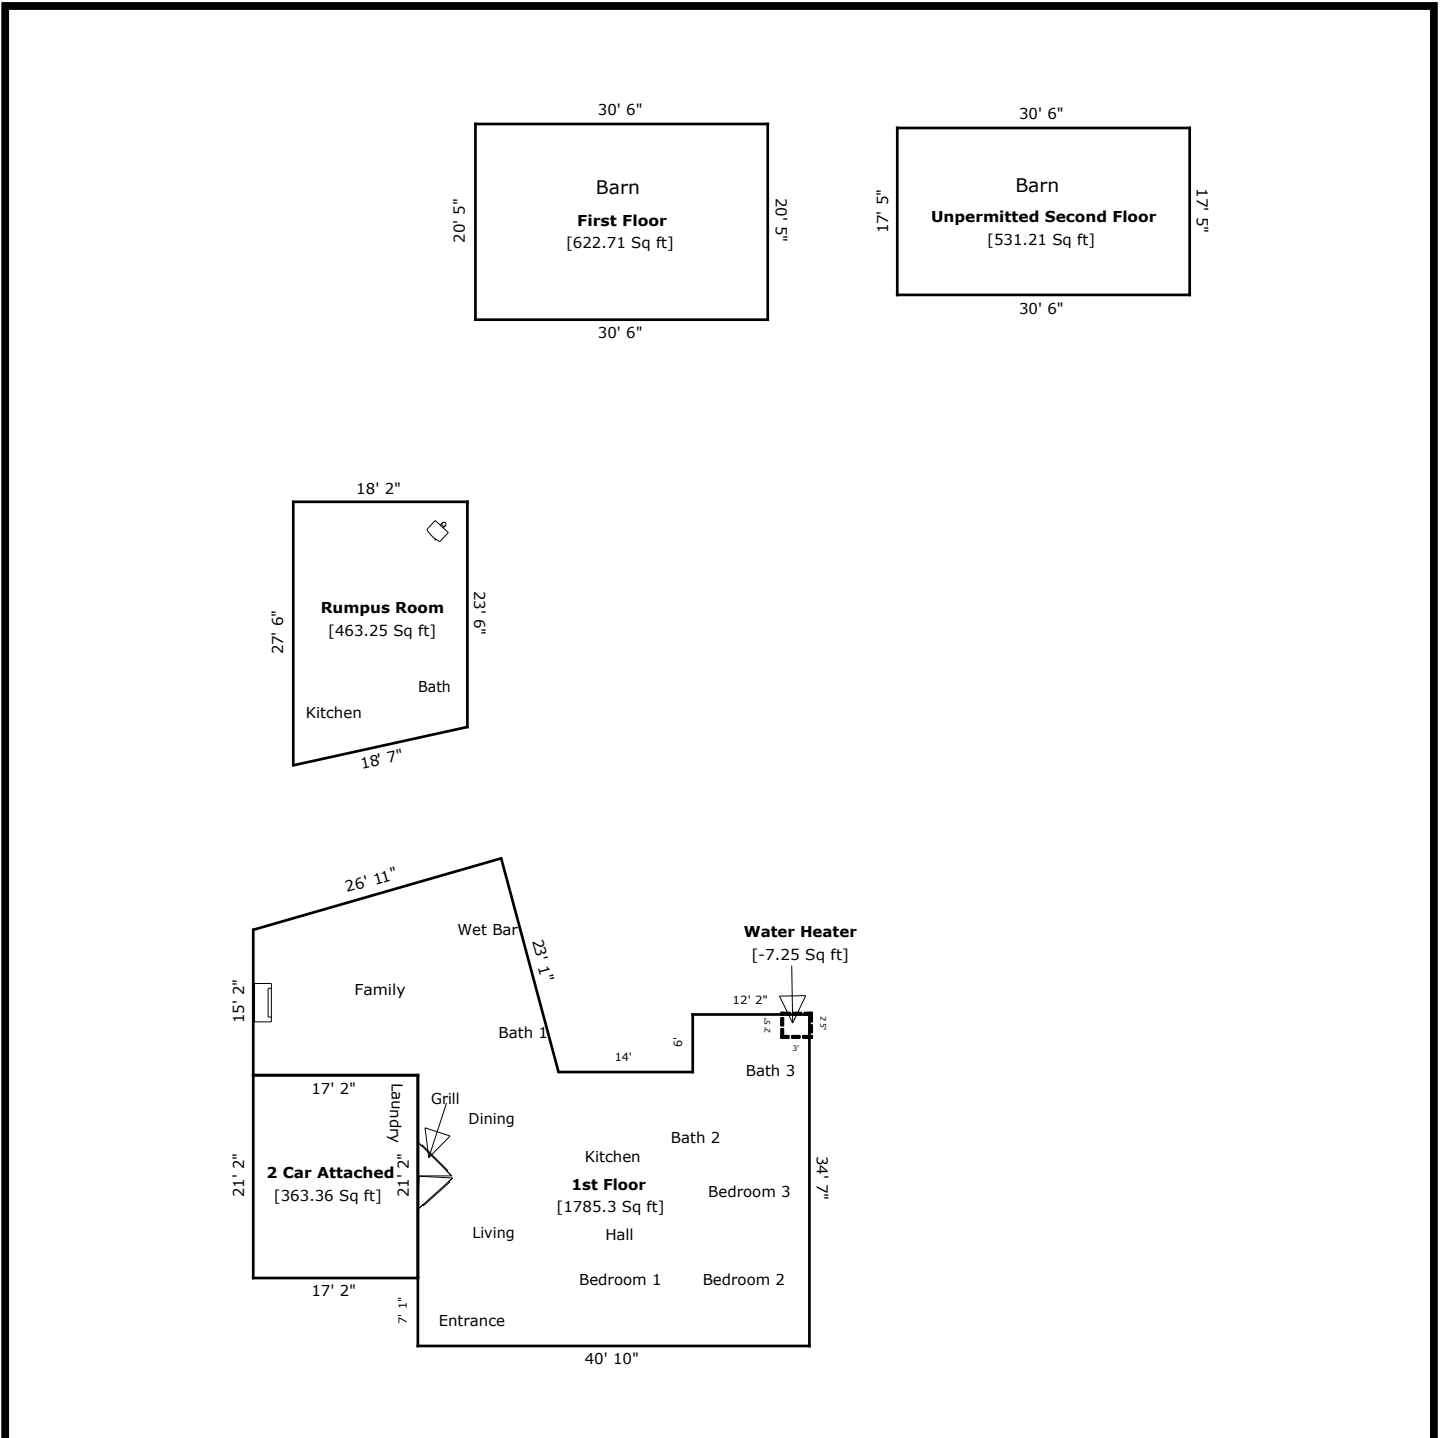 30' 6"
30' 6"
Barn
Barn
20' 5"
First Floor
20' 5"
17' 5"
Unpermitted Second Floor
17' 5"
[622.71 Sq ft]
[531.21 Sq ft]
30' 6"
30' 6"
18' 2"
Rumpus Room
23' 6"
27' 6"
[463.25 Sq ft]
Bath
Kitchen
18' 7"
26' 11"
Wet Bar
Water Heater
23' 1"
[-7.25 Sq ft]
Family
15' 2"
12' 2"
2' 5"
2' 5"
Bath 1
6'
14'
3'
Bath 3
17' 2"
Laundry
Grill
Dining
Bath 2
Kitchen
2 Car Attached
21' 2"
21' 2"
1st Floor
34' 7"
[363.36 Sq ft]
Bedroom 3
[1785.3 Sq ft]
Living
Hall
Bedroom 1
Bedroom 2
17' 2"
7' 1"
Entrance
40' 10"